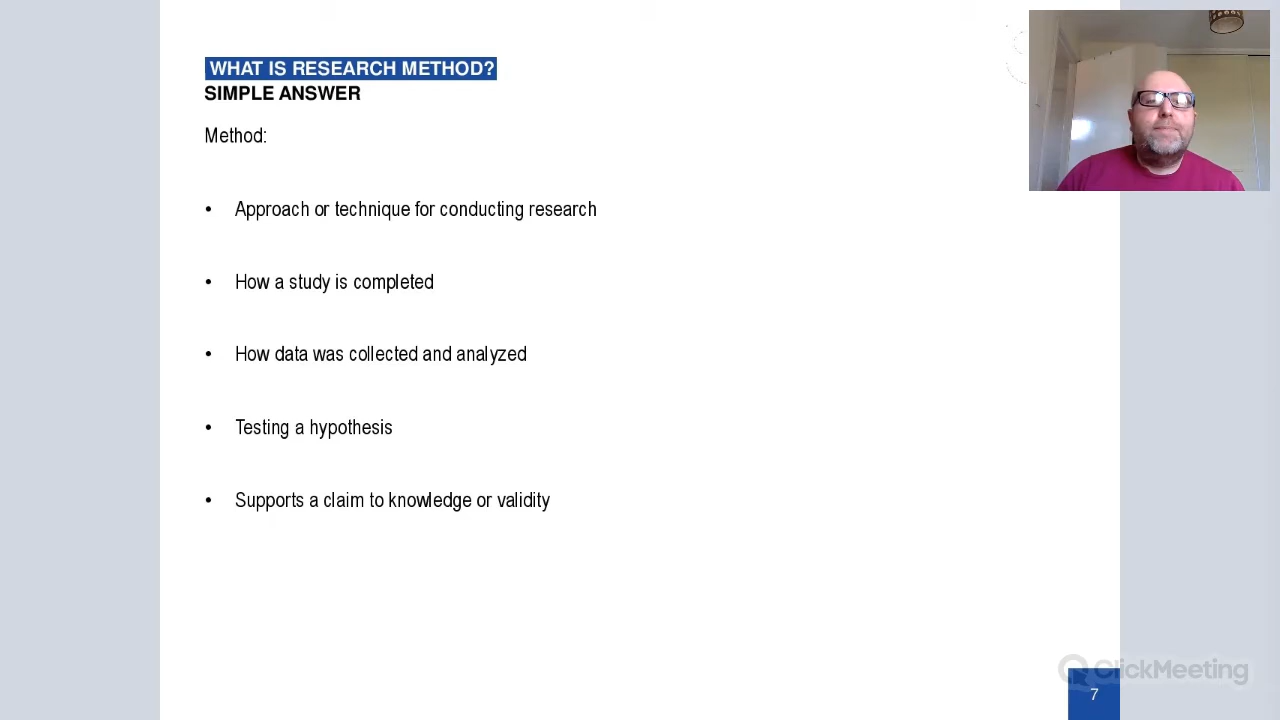 WHAT IS RESEARCH METHOD?
SIMPLE ANSWER
Method:
• Approach or technique for conducting research
• How a study is completed
• How data was collected and analyzed
• Testing a hypothesis
• Supports a claim to knowledge or validity
ClickMeeting
7